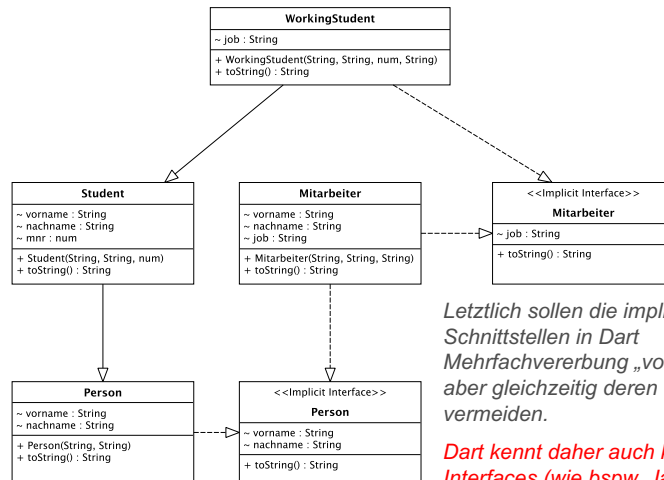 WorkingStudent
~ job : String
+ WorkingStudent(String, String, num, String)
+ toString() : String
Student
~ vorname : String
~ nachname : String
~ mnr : num
+ Student(String, String, num)
+ toString() : String
Mitarbeiter
~ vorname : String
~ nachname : String
~ job : String
+ Mitarbeiter(String, String, String)
+ toString() : String
<<Implicit Interface>>
Mitarbeiter
~ job : String
+ toString() : String
Person
~ vorname : String
~ nachname : String
+ Person(String, String)
+ toString() : String
<<Implicit Interface>>
Person
~ vorname : String
~ nachname : String
+ toString() : String
Letztlich sollen die
Schnittstellen in Dart
Mehrfachvererbung
aber gleichzeitig deren
vermeiden.
Dart kennt daher auch
Interfaces (wie bspw.